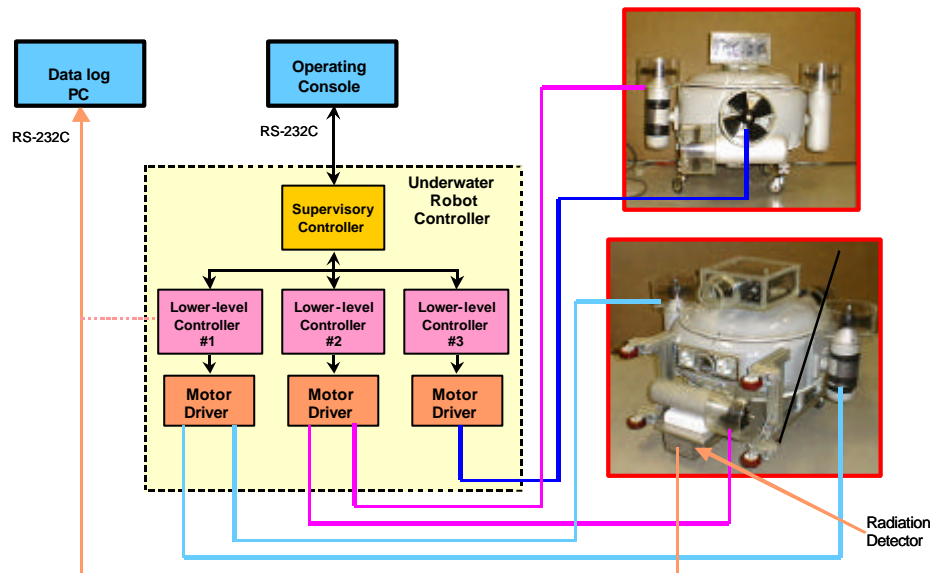 Data log
PC
Operating
Console
RS-232C
RS-232C
Underwater
Robot
Controller
Supervisory
Controller
Lower-level
Controller
#1
Lower-level
Controller
#2
Lower-level
Controller
#3
Motor
Driver
Motor
Driver
Motor
Driver
Radiation
Detector